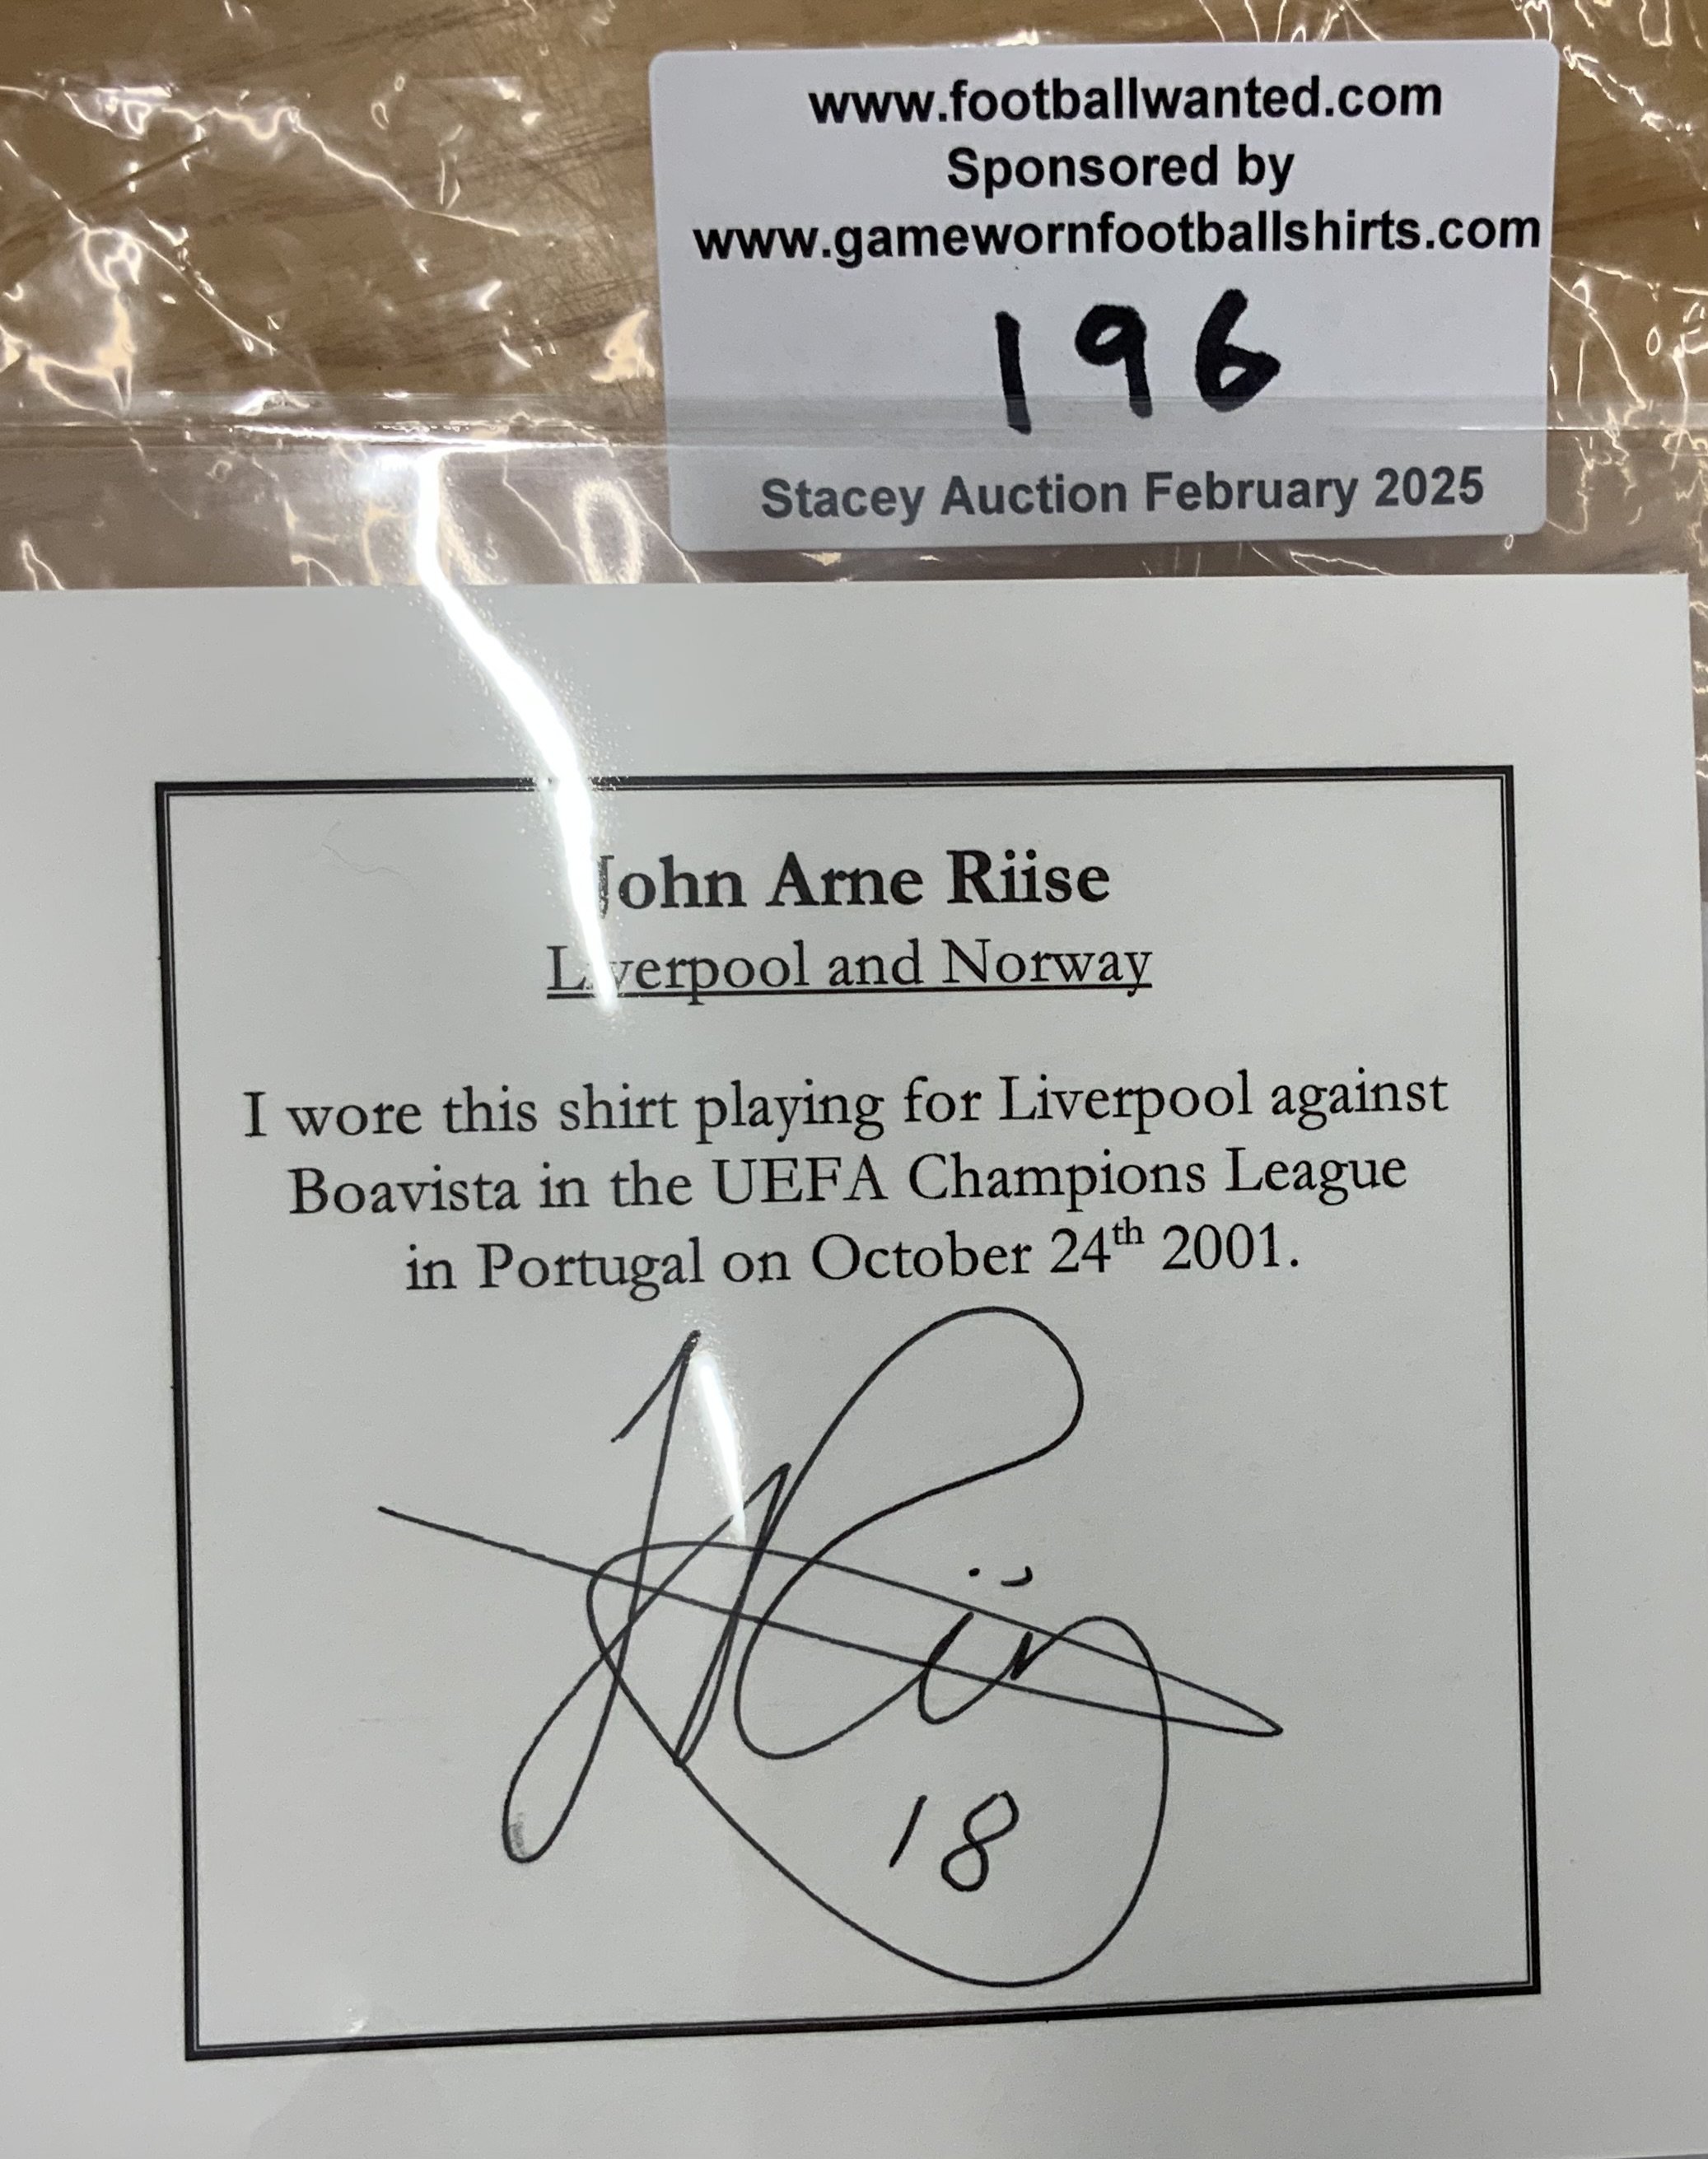 www.footballwanted.com
Sponsored by
www.gamewornfootballshirts.com
196
Stacey Auction February 2025
John Arne Riise
Liverpool and Norway
I wore this shirt playing for Liverpool against
Boavista in the UEFA Champions League
in Portugal on October 24th 2001.
18